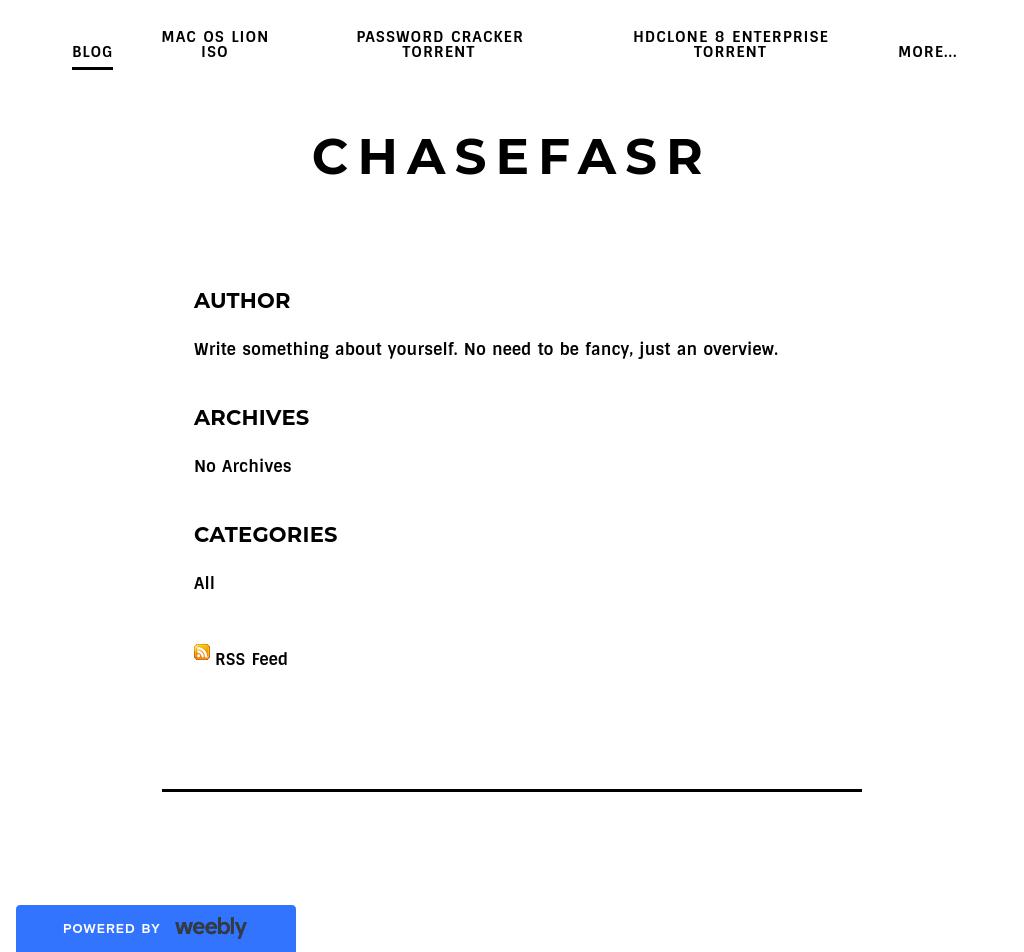 BLOG
MAC OS LION
ISO
PASSWORD CRACKER
TORRENT
HDCLONE 8 ENTERPRISE
TORRENT
MORE...
CHASEFASR
AUTHOR
Write something about yourself. No need to be fancy, just an overview.
ARCHIVES
No Archives
CATEGORIES
All
RSS Feed
POWERED BY weebly